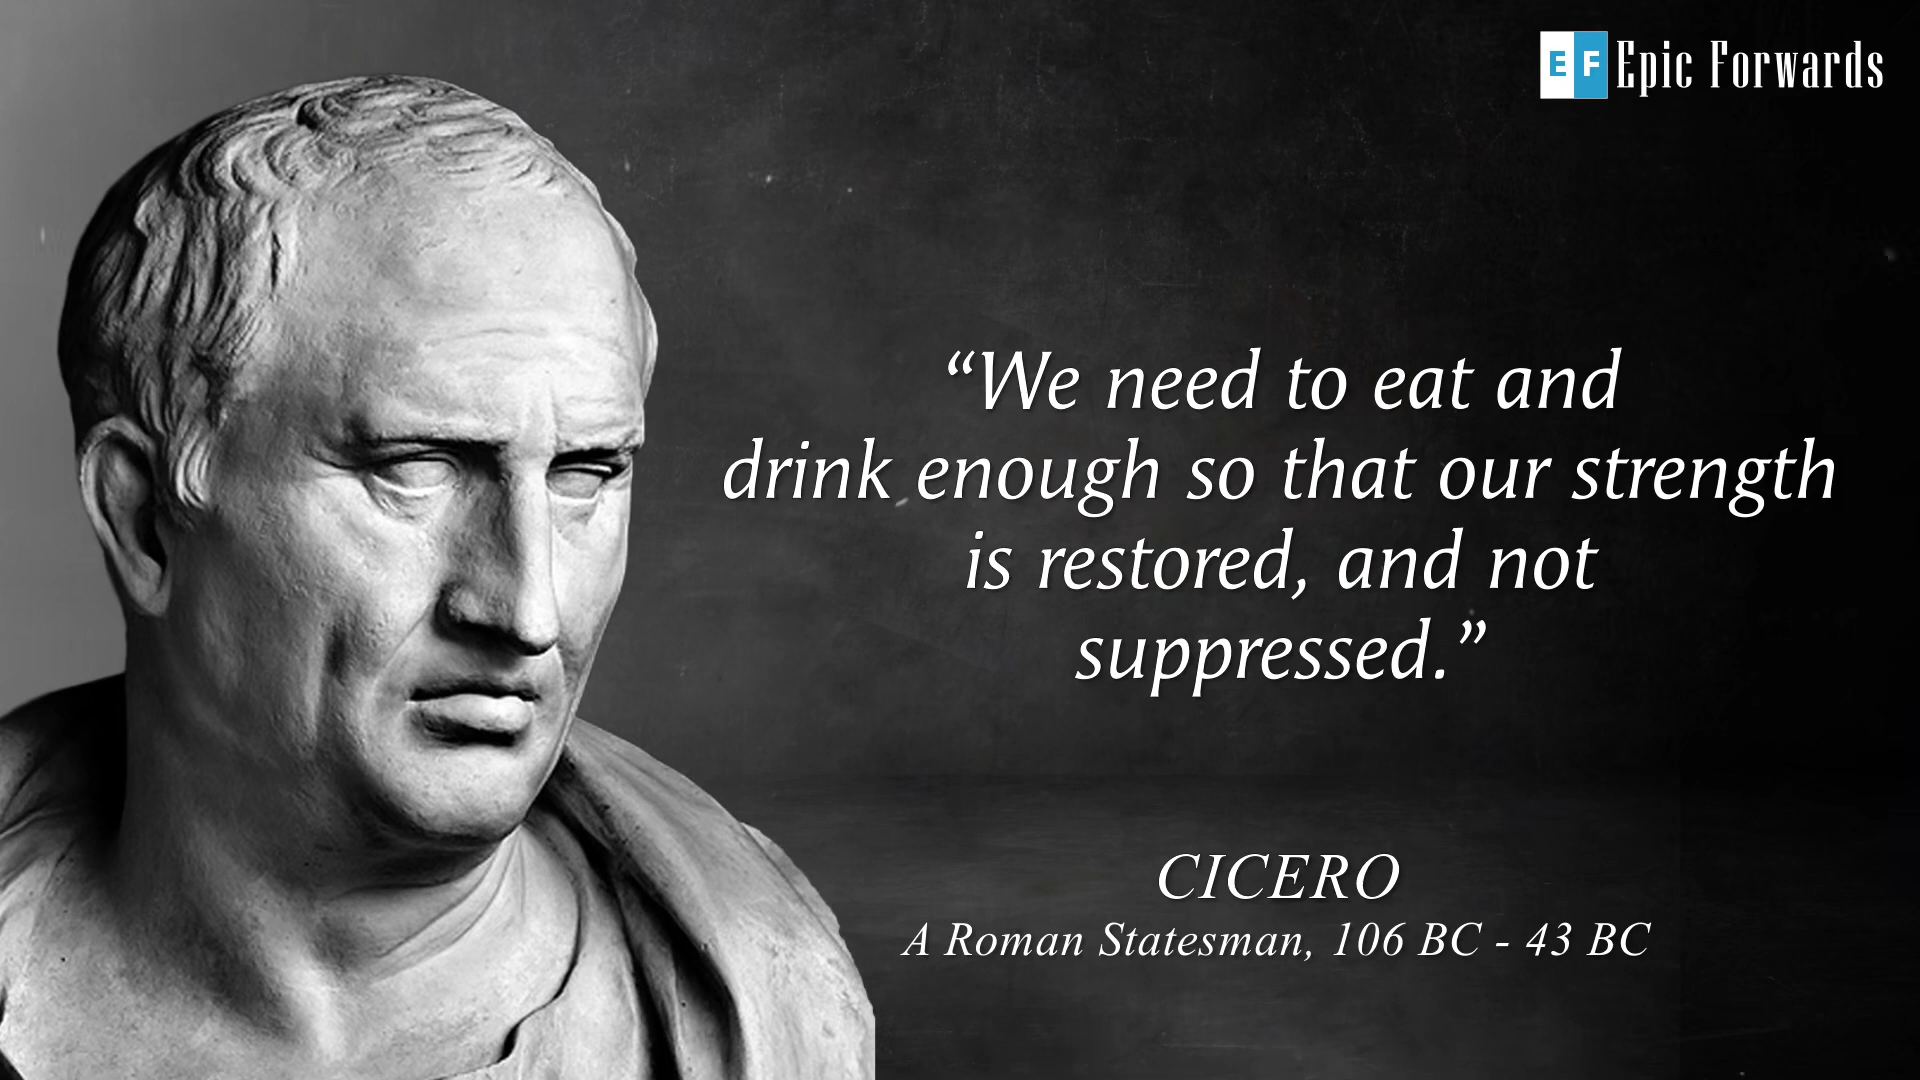 EF Epic Forwards
“We need to eat and
drink enough so that our strength
is restored, and not
suppressed.”
CICERO
A Roman Statesman, 106 BC - 43 BC